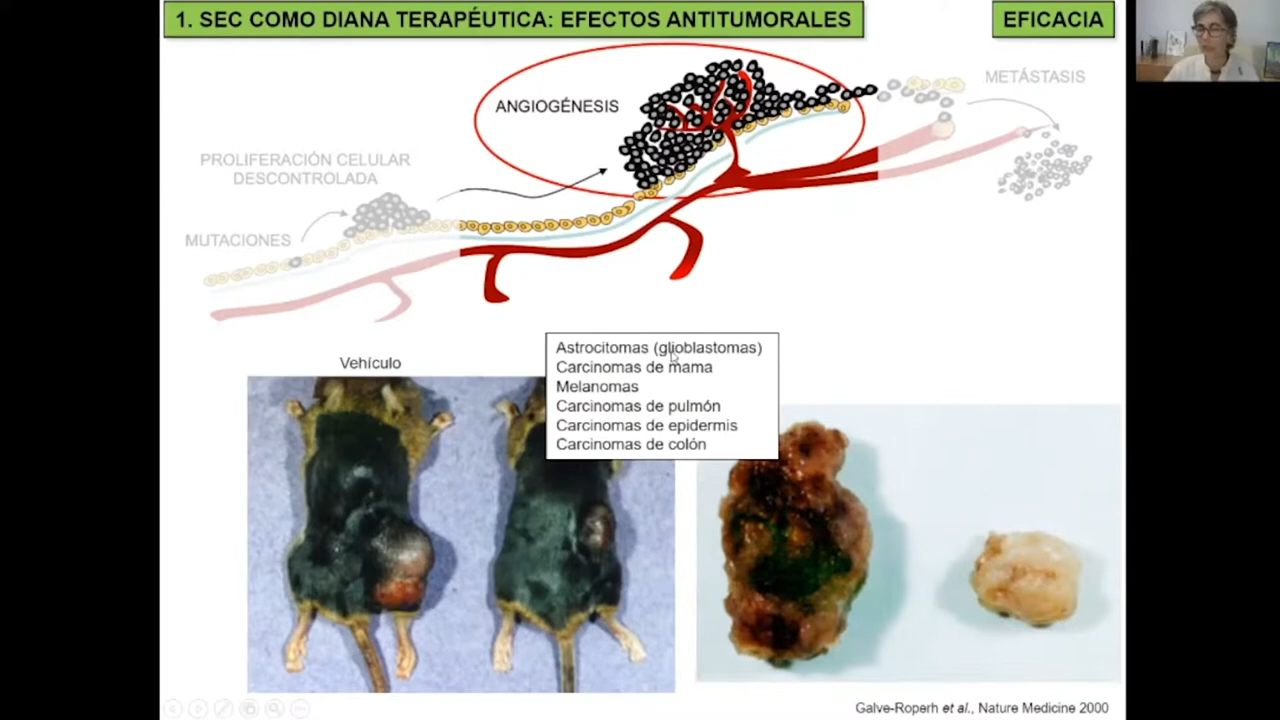 1. SEC COMO DIANA TERAPÉUTICA: EFECTOS ANTITUMORALES
EFICACIA
METÁSTASIS
ANGIOGÉNESIS
PROLIFERACIÓN CELULAR
DESCONTROLADA
MUTACIONES
Vehículo
Astrocitomas (glioblastomas)
Carcinomas de mama
Melanomas
Carcinomas de pulmón
Carcinomas de epidermis
Carcinomas de colón
Galve-Roperh et al., Nature Medicine 2000